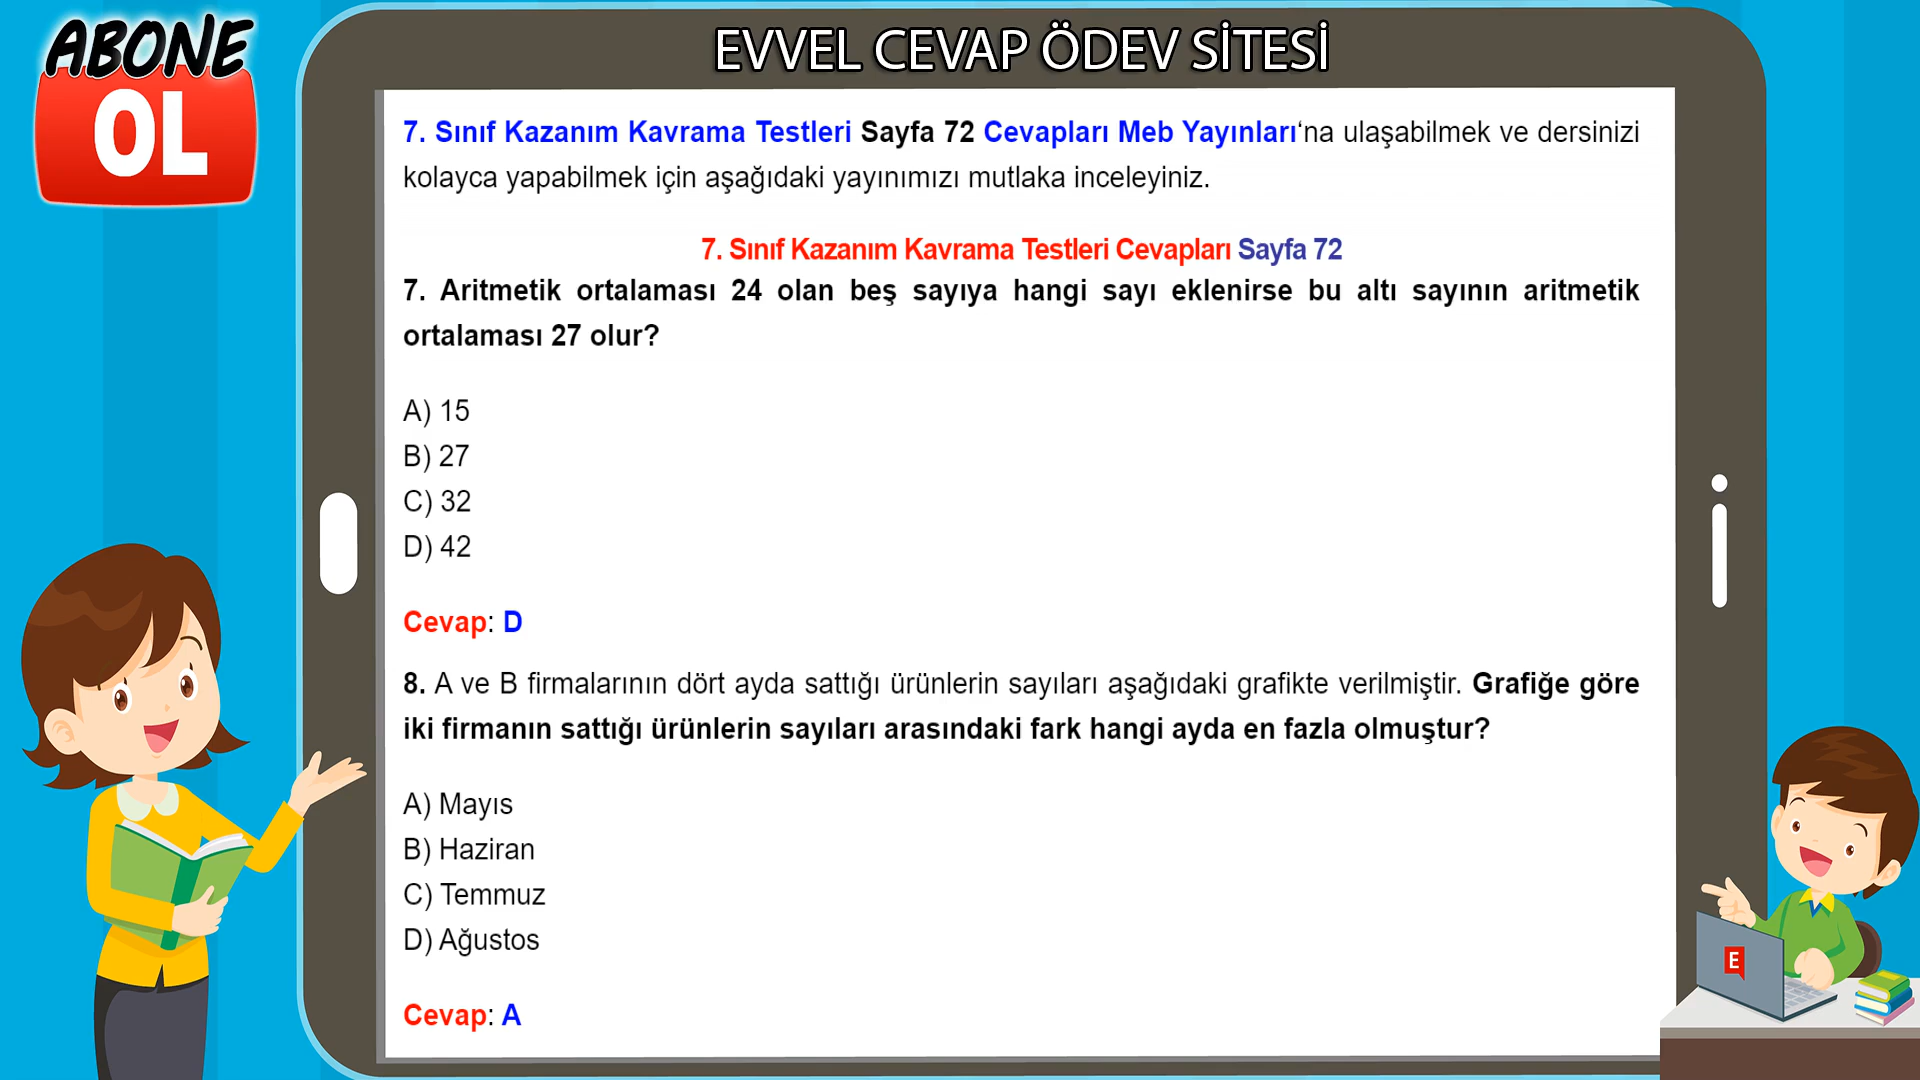 ABONE
OL
EVVEL CEVAP ÖDEV SİTESİ
7. Sınıf Kazanım Kavrama Testleri Sayfa 72 Cevapları Meb Yayınları‘na ulaşabilmek ve dersinizi
kolayca yapabilmek için aşağıdaki yayınımızı mutlaka inceleyiniz.
7. Sınıf Kazanım Kavrama Testleri Cevapları Sayfa 72
7. Aritmetik ortalaması 24 olan beş sayıya hangi sayı eklenirse bu altı sayının aritmetik
ortalaması 27 olur?
A) 15
B) 27
C) 32
D) 42
Cevap: D
8. A ve B firmalarının dört ayda sattığı ürünlerin sayıları aşağıdaki grafikte verilmiştir. Grafiğe göre
iki firmanın sattığı ürünlerin sayıları arasındaki fark hangi ayda en fazla olmuştur?
A) Mayıs
B) Haziran
C) Temmuz
D) Ağustos
Cevap: A
E